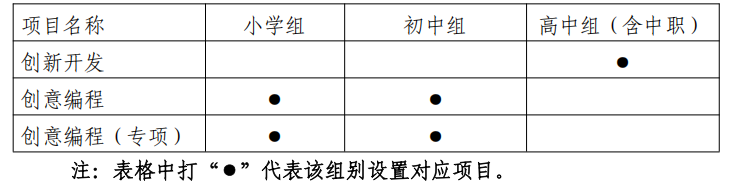 项目名称 小学组 初中组 高中组（含中职）
创新开发 ●
创意编程 ● ●
创意编程（专项） ● ●
注：表格中打“●”代表该组别设置对应项目。